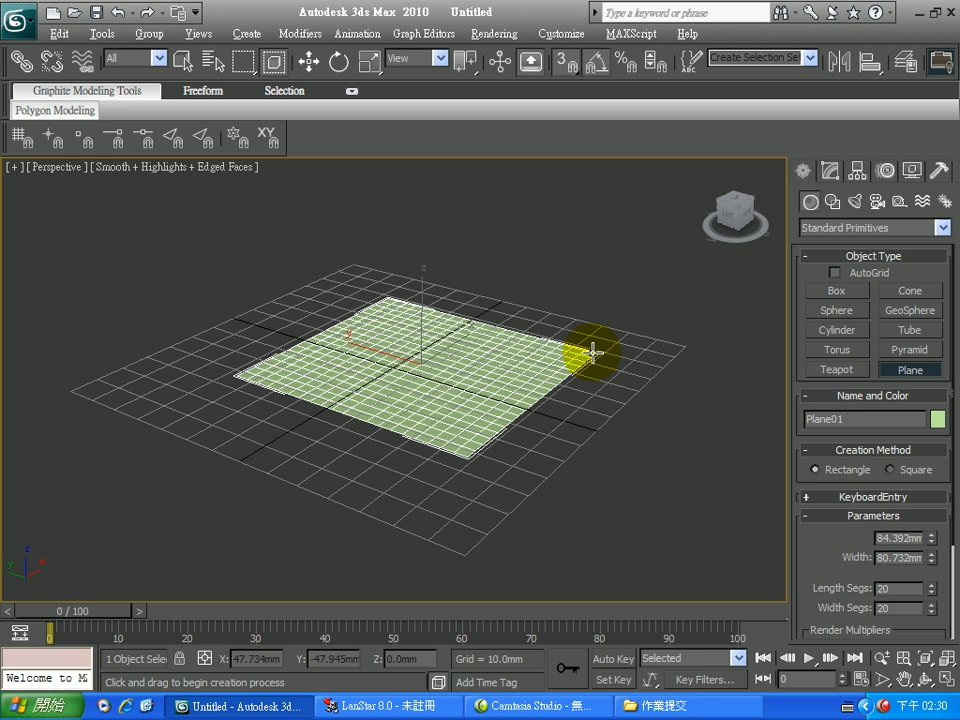 Autodesk 3ds Max 2010 Untitled
Type a keyword or phrase
Edit Tools Group Views Create Modifiers Animation Graph Editors Rendering Customize MAXScript Help
All View 3 Create Selection Se
Graphite Modeling Tools Freeform Selection
Polygon Modeling
XY
[ + ] [ Perspective ] [ Smooth + Highlights + Edged Faces ]
Standard Primitives
- Object Type
AutoGrid
Box Cone
Sphere GeoSphere
Cylinder Tube
Torus Pyramid
Teapot Plane
- Name and Color
Plane01
- Creation Method
Rectangle Square
+ KeyboardEntry
- Parameters
84.392mm
Width: 80.732mm
Length Segs: 20
Width Segs: 20
Render Multipliers
z
z
y x
< 0 / 100 >
0 10 20 30 40 50 60 70 80 90 100
1 Object Selec X: 47.734mm Y: -47.945mm Z: 0.0mm Grid = 10.0mm Auto Key Selected
Welcome to MA Click and drag to begin creation process Add Time Tag Set Key Key Filters... 0
開始 Untitled - Autodesk 3d... LanStar 8.0 - 未註冊 Camtasia Studio - 無... 作業提交 下午 02:30